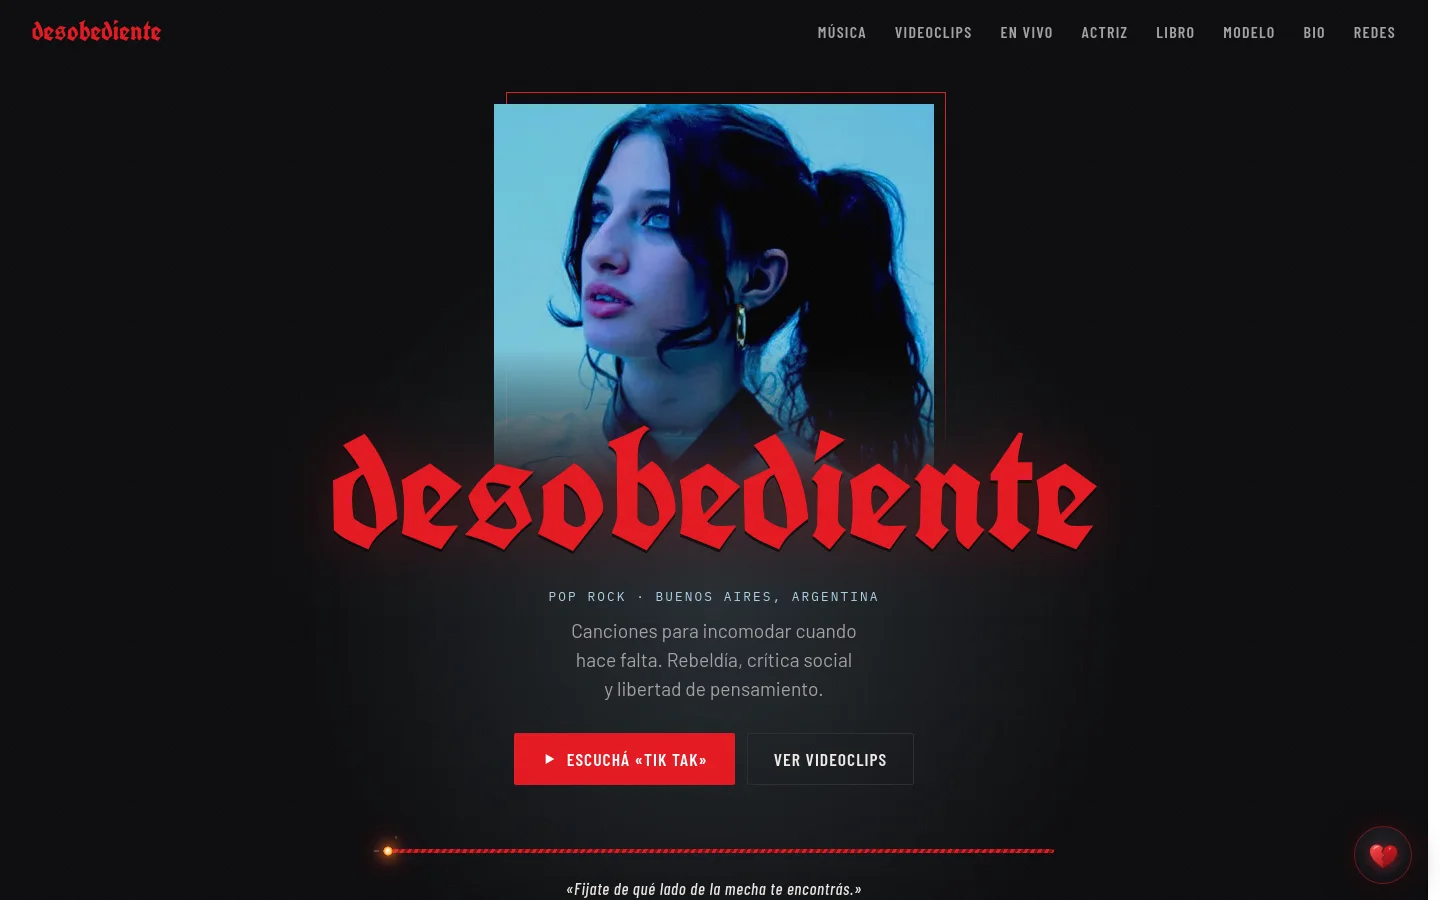 desobediente
MÚSICA VIDEOCLIPS EN VIVO ACTRIZ LIBRO MODELO BIO REDES
desobediente
POP ROCK · BUENOS AIRES, ARGENTINA
Canciones para incomodar cuando
hace falta. Rebeldía, crítica social
y libertad de pensamiento.
ESCUCHÁ «TIK TAK»
VER VIDEOCLIPS
«Fijate de qué lado de la mecha te encontrás.»